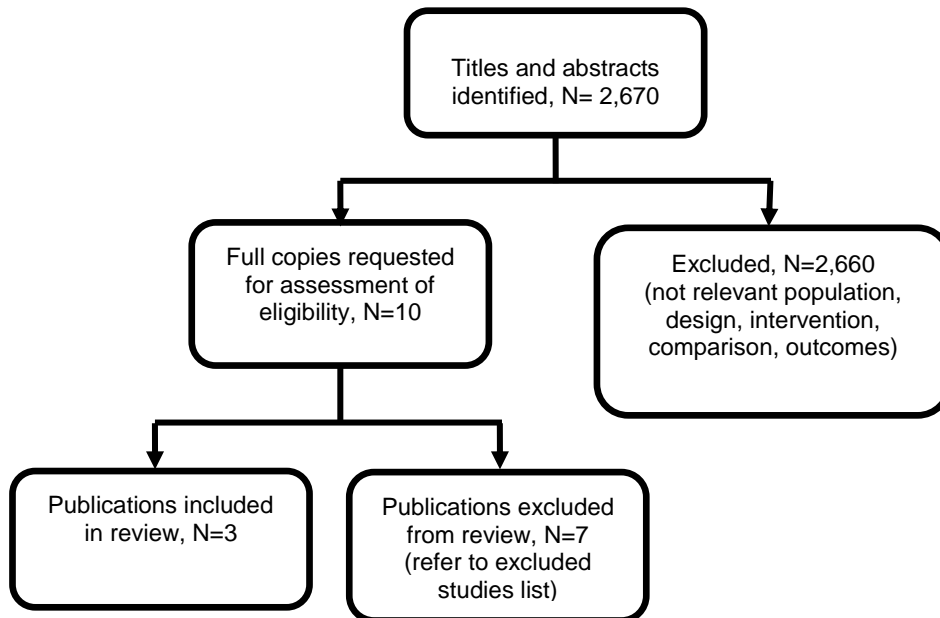 Titles and abstracts
identified, N= 2,670
Full copies requested
for assessment of
eligibility, N=10
Excluded, N=2,660
(not relevant population,
design, intervention,
comparison, outcomes)
Publications included
in review, N=3
Publications excluded
from review, N=7
(refer to excluded
studies list)